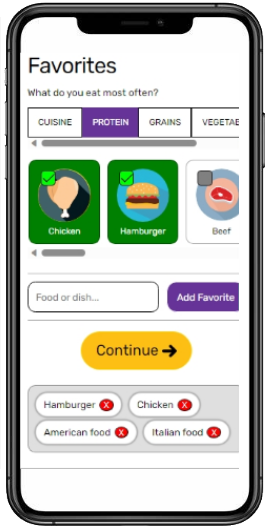 Favorites
What do you eat most often?
CUISINE PROTEIN GRAINS VEGETAB
Chicken Hamburger Beef
Food or dish... Add Favorite
Continue
Hamburger X Chicken X
American food X Italian food X